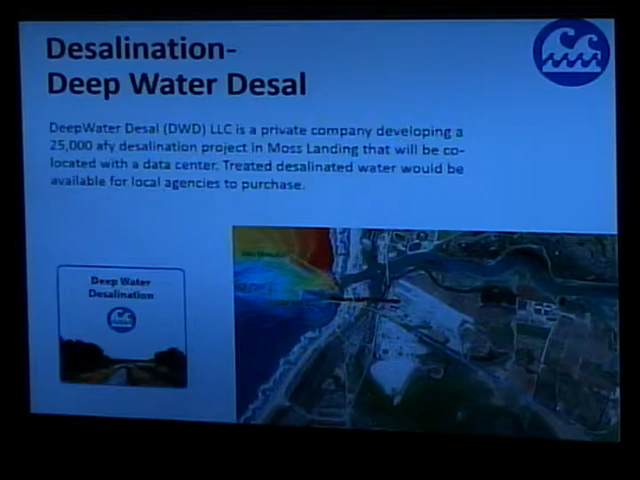 Desalination-
Deep Water Desal
DeepWater Desal (DWD) LLC is a private company developing a
25,000 afy desalination project in Moss Landing that will be co-
located with a data center. Treated desalinated water would be
available for local agencies to purchase.
Deep Water
Desalination